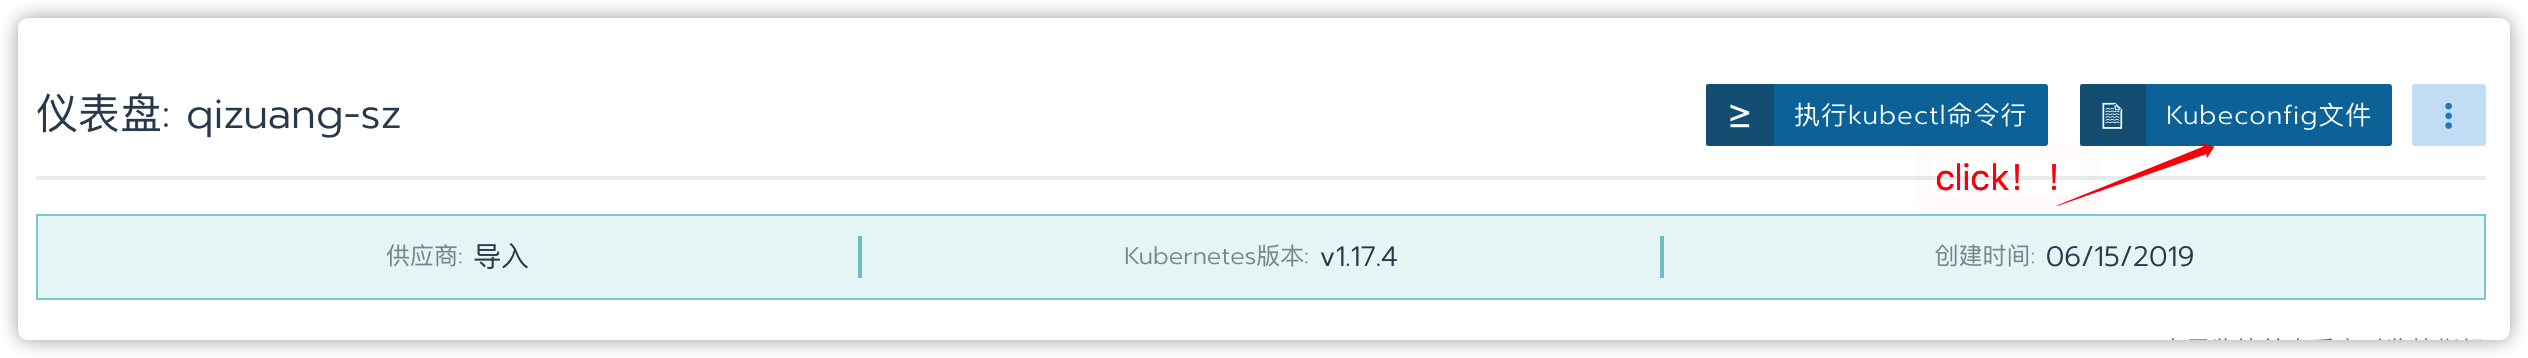 仪表盘: qizuang-sz
执行kubectl命令行
Kubeconfig文件
click！！
供应商: 导入
Kubernetes版本: v1.17.4
创建时间: 06/15/2019